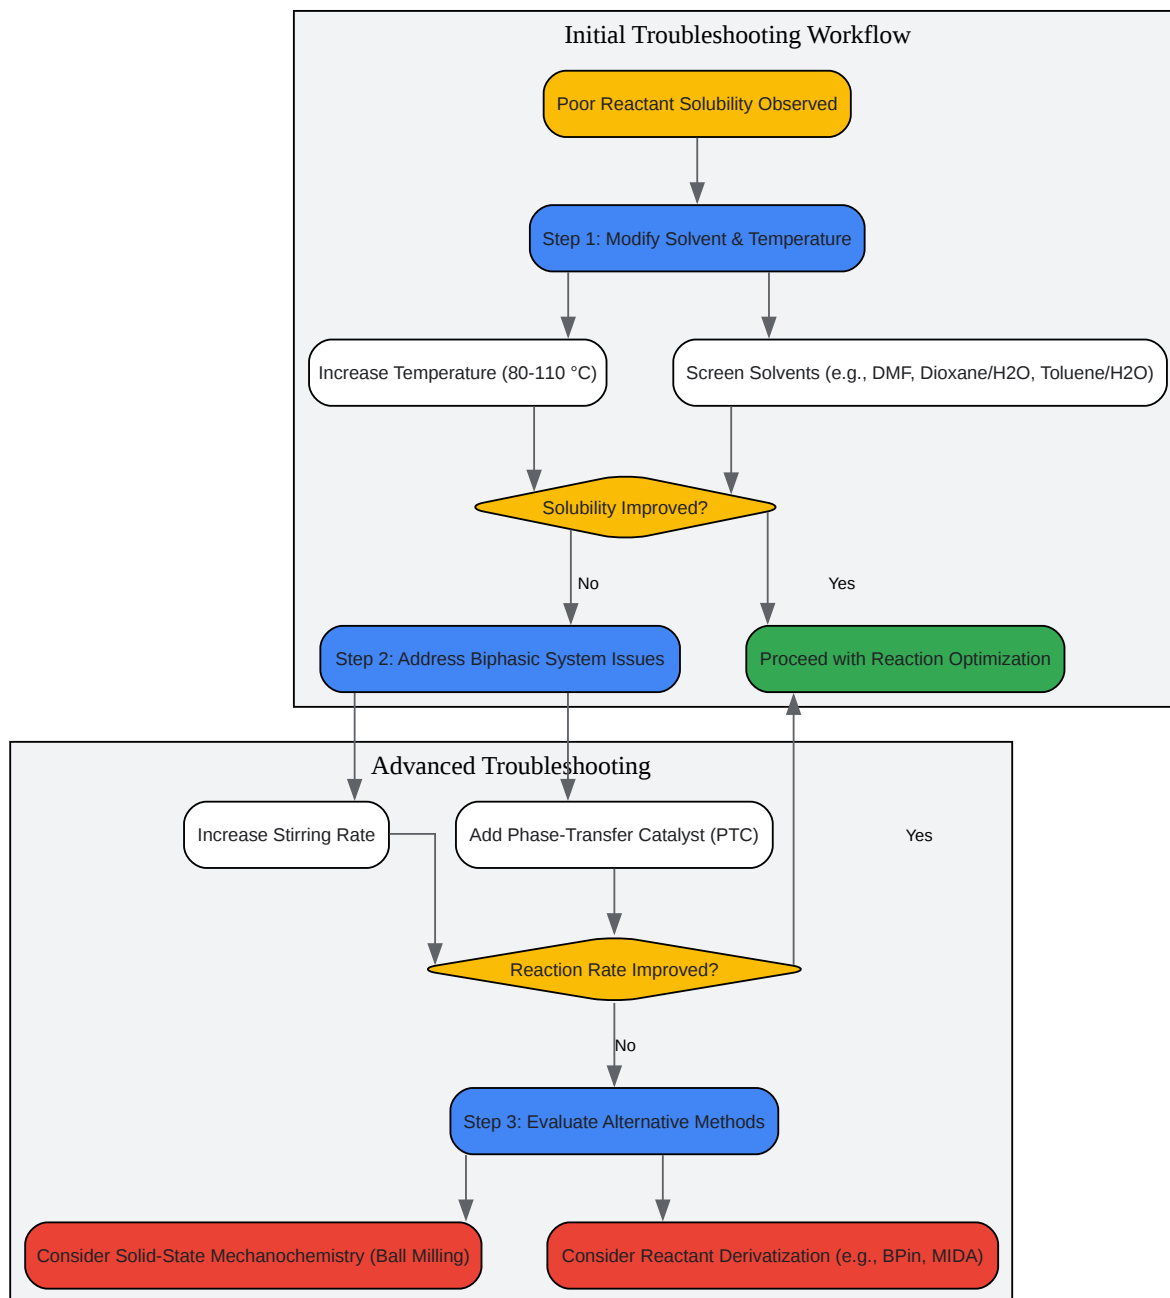 Initial Troubleshooting Workflow
Poor Reactant Solubility Observed
Step 1: Modify Solvent & Temperature
Increase Temperature (80-110 °C)
Screen Solvents (e.g., DMF, Dioxane/H2O, Toluene/H2O)
Solubility Improved?
No
Yes
Step 2: Address Biphasic System Issues
Proceed with Reaction Optimization
Advanced Troubleshooting
Increase Stirring Rate
Add Phase-Transfer Catalyst (PTC)
Yes
Reaction Rate Improved?
No
Step 3: Evaluate Alternative Methods
Consider Solid-State Mechanochemistry (Ball Milling)
Consider Reactant Derivatization (e.g., BPin, MIDA)